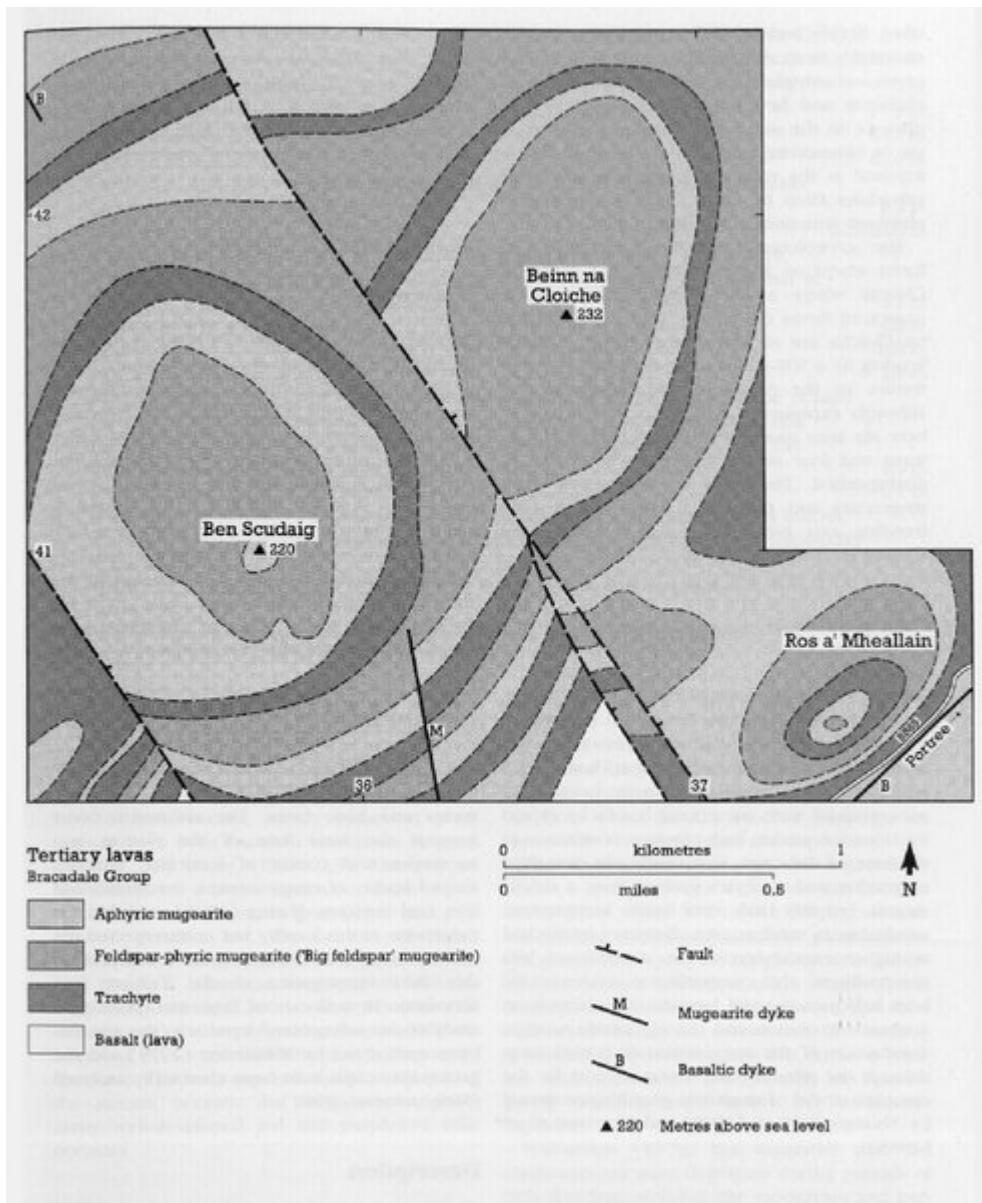 B
42
Beinn na
Cloiche
▲ 232
Ben Scudaig
41
▲ 220
Ros a' Mheallain
M
36
37
B885
Portree
B
Tertiary lavas
Bracadale Group
Aphyric mugearite
Feldspar-phyric mugearite ('Big feldspar' mugearite)
Trachyte
Basalt (lava)
0 kilometres
0 miles 0.5
N
Fault
M
Mugearite dyke
B
Basaltic dyke
▲ 220 Metres above sea level